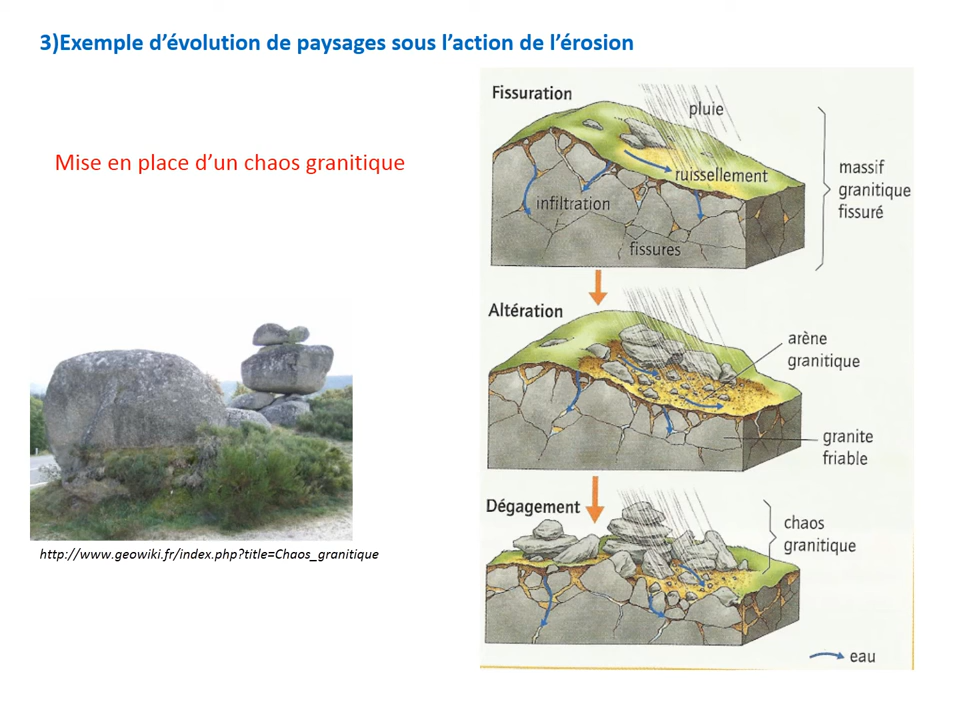 3)Exemple d’évolution de paysages sous l’action de l’érosion
Mise en place d’un chaos granitique
http://www.geowiki.fr/index.php?title=Chaos_granitique
Fissuration
pluie
ruissellement
infiltration
fissures
massif
granitique
fissuré
Altération
arène
granitique
granite
friable
Dégagement
chaos
granitique
eau